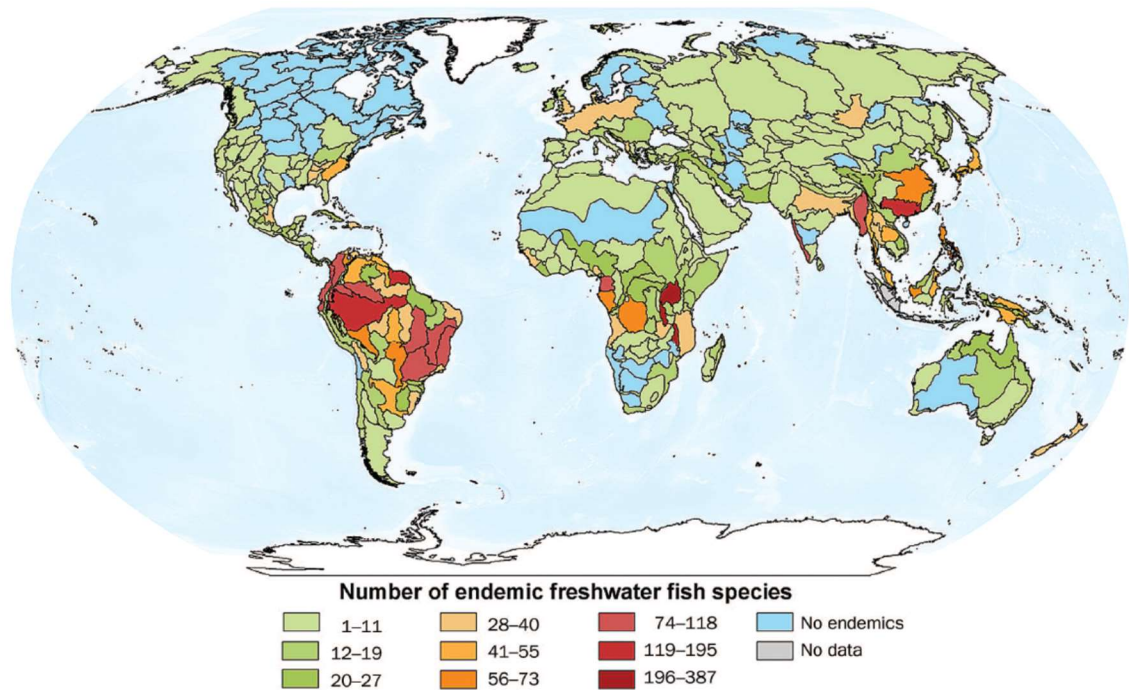 Number of endemic freshwater fish species
1–11 28–40 74–118 No endemics
12–19 41–55 119–195 No data
20–27 56–73 196–387